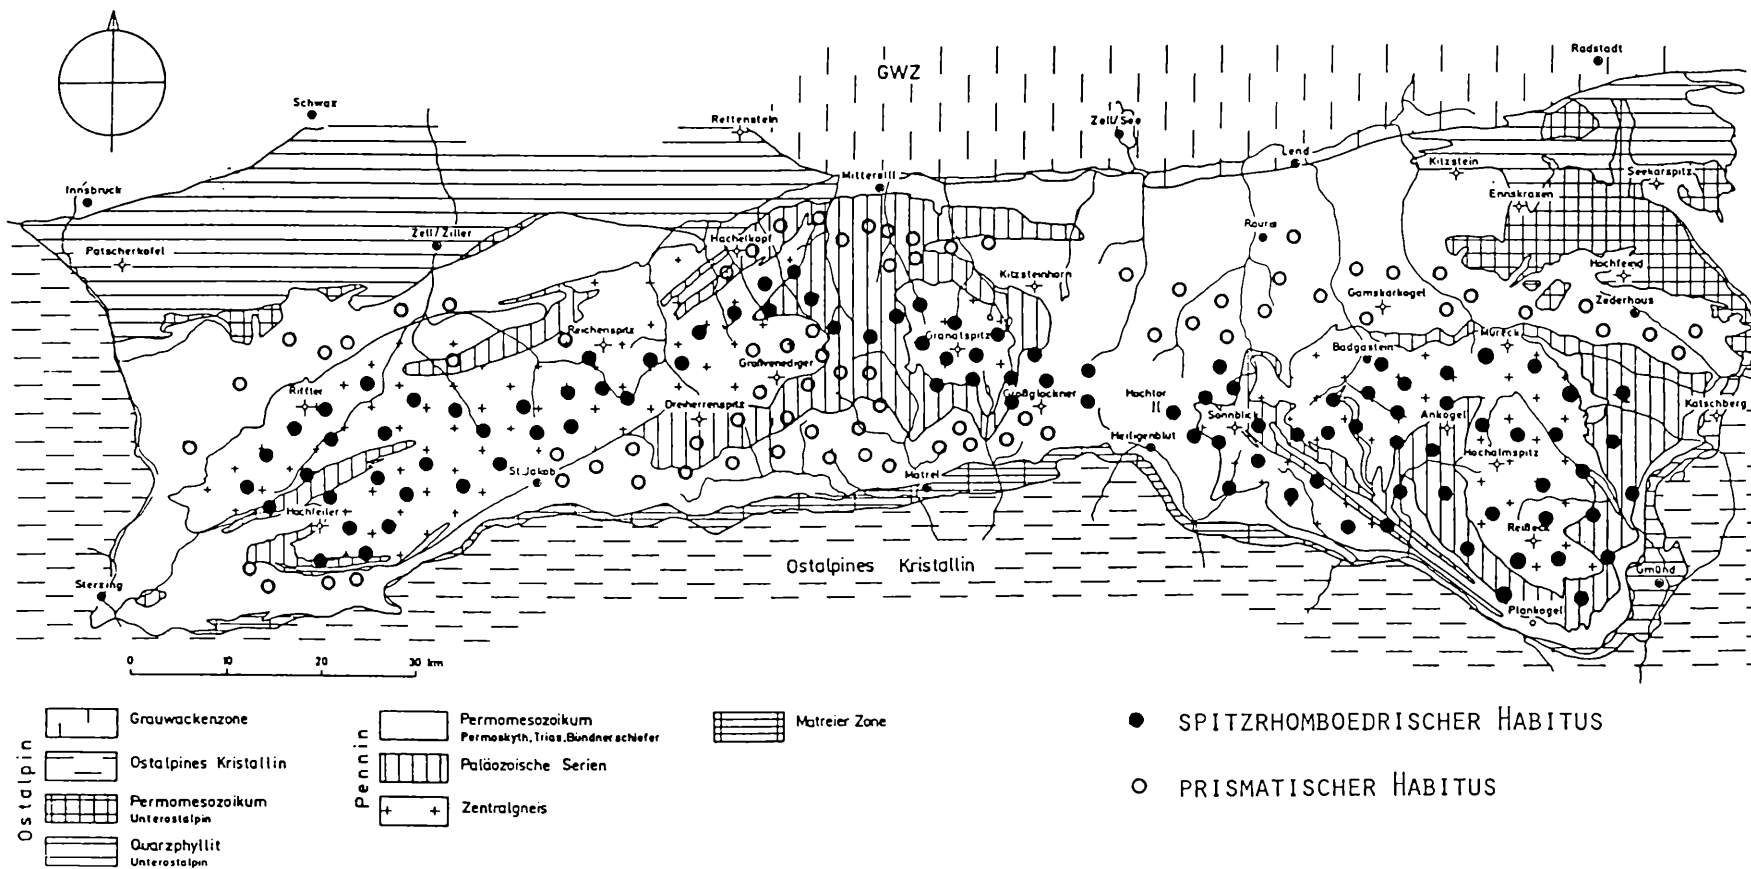 Radstadt
GWZ
Schwaz
Rettenstein
Zell/See
Lend
Kitzstein
Mittersill
Seekarspitz
Innsbruck
Ennskraxen
Zell/Ziller
Rauris
Hachelkopf
Patscherkofel
Hochfeind
Kitzsteinhorn
Gamskarkogel
Zederhaus
Reichenspitz
Granatspitz
Mureck
Badgastein
Großvenediger
Riffler
Großglockner
Hochtor
Dreiherrenspitz
Sonnblick
Ankogel
Katschberg
Heiligenblut
Hochalmspitz
St.Jakob
Matrei
Hochfeiler
Reißeck
Ostalpines Kristallin
Gmünd
Sterzing
Plankogel
0 10 20 30 km
Ostalpin
Grauwackenzone
Ostalpines Kristallin
Permomesozoikum
Unterostalpin
Quarzphyllit
Unterostalpin
Pennin
Permomesozoikum
Permoskyth, Trias, Bündnerschiefer
Paläozoische Serien
Zentralgneis
Matreier Zone
SPITZRHOMBOEDRISCHER HABITUS
PRISMATISCHER HABITUS